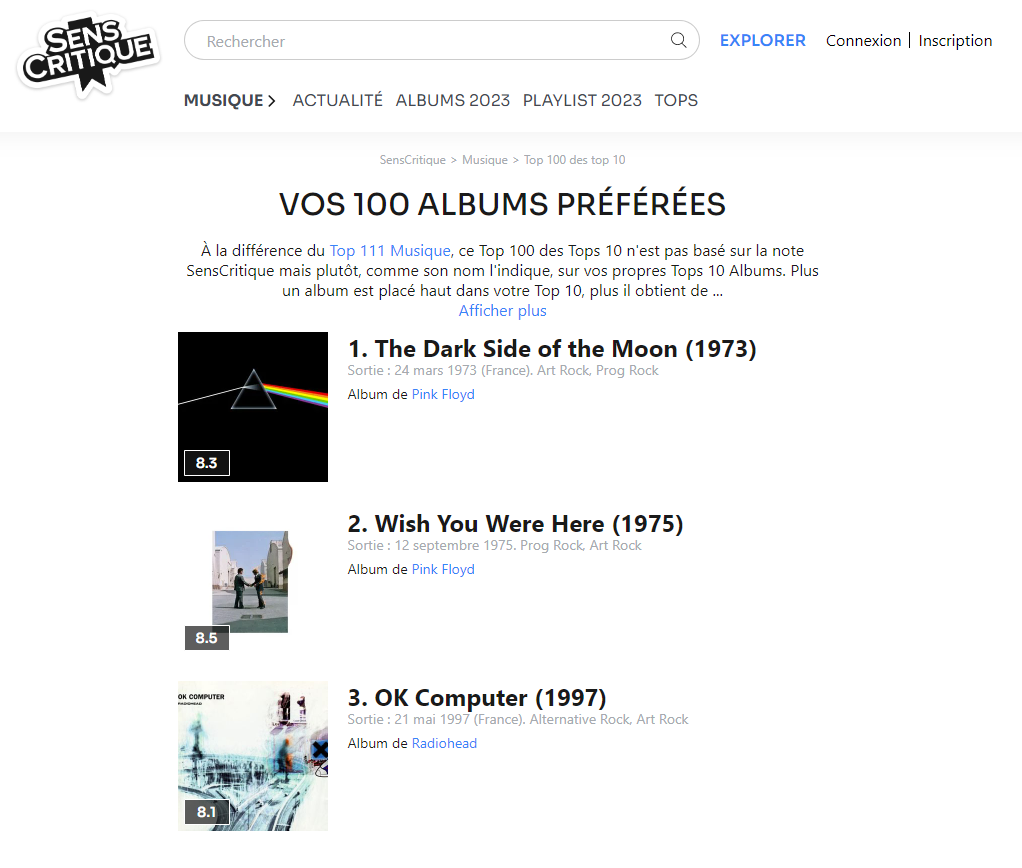 SENS
CRITIQUE
Rechercher
EXPLORER
Connexion | Inscription
MUSIQUE > ACTUALITÉ ALBUMS 2023 PLAYLIST 2023 TOPS
SensCritique > Musique > Top 100 des top 10
VOS 100 ALBUMS PRÉFÉRÉES
À la différence du Top 111 Musique, ce Top 100 des Tops 10 n'est pas basé sur la note
SensCritique mais plutôt, comme son nom l'indique, sur vos propres Tops 10 Albums. Plus
un album est placé haut dans votre Top 10, plus il obtient de ...
Afficher plus
1. The Dark Side of the Moon (1973)
Sortie : 24 mars 1973 (France). Art Rock, Prog Rock
Album de Pink Floyd
8.3
2. Wish You Were Here (1975)
Sortie : 12 septembre 1975. Prog Rock, Art Rock
Album de Pink Floyd
8.5
OK COMPUTER
RADIOHEAD
3. OK Computer (1997)
Sortie : 21 mai 1997 (France). Alternative Rock, Art Rock
Album de Radiohead
8.1